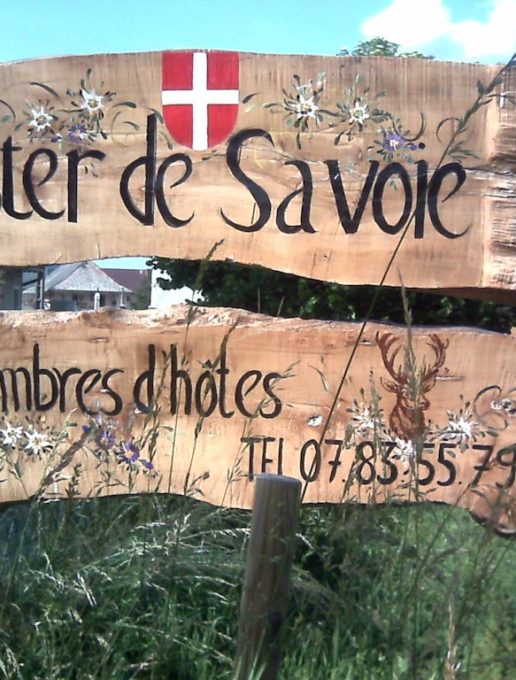 ter de Savoie
mbres d'hôtes
TEL 07.83.55.79